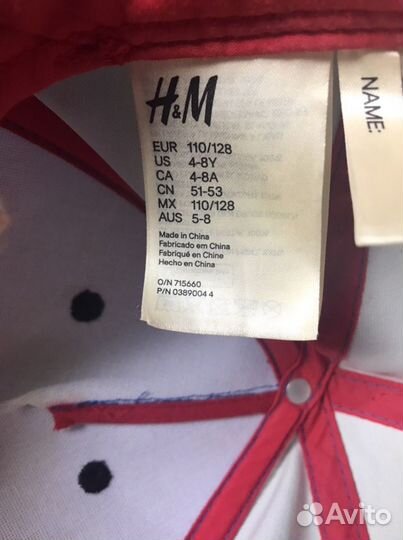 H&M
EUR 110/128
US 4-8Y
CA 4-8A
CN 51-53
MX 110/128
AUS 5-8
Made in China
Fabricado em China
Fabriqué en Chine
Hecho en China
O/N 715660
P/N 0389004 4
NAME:
Avito